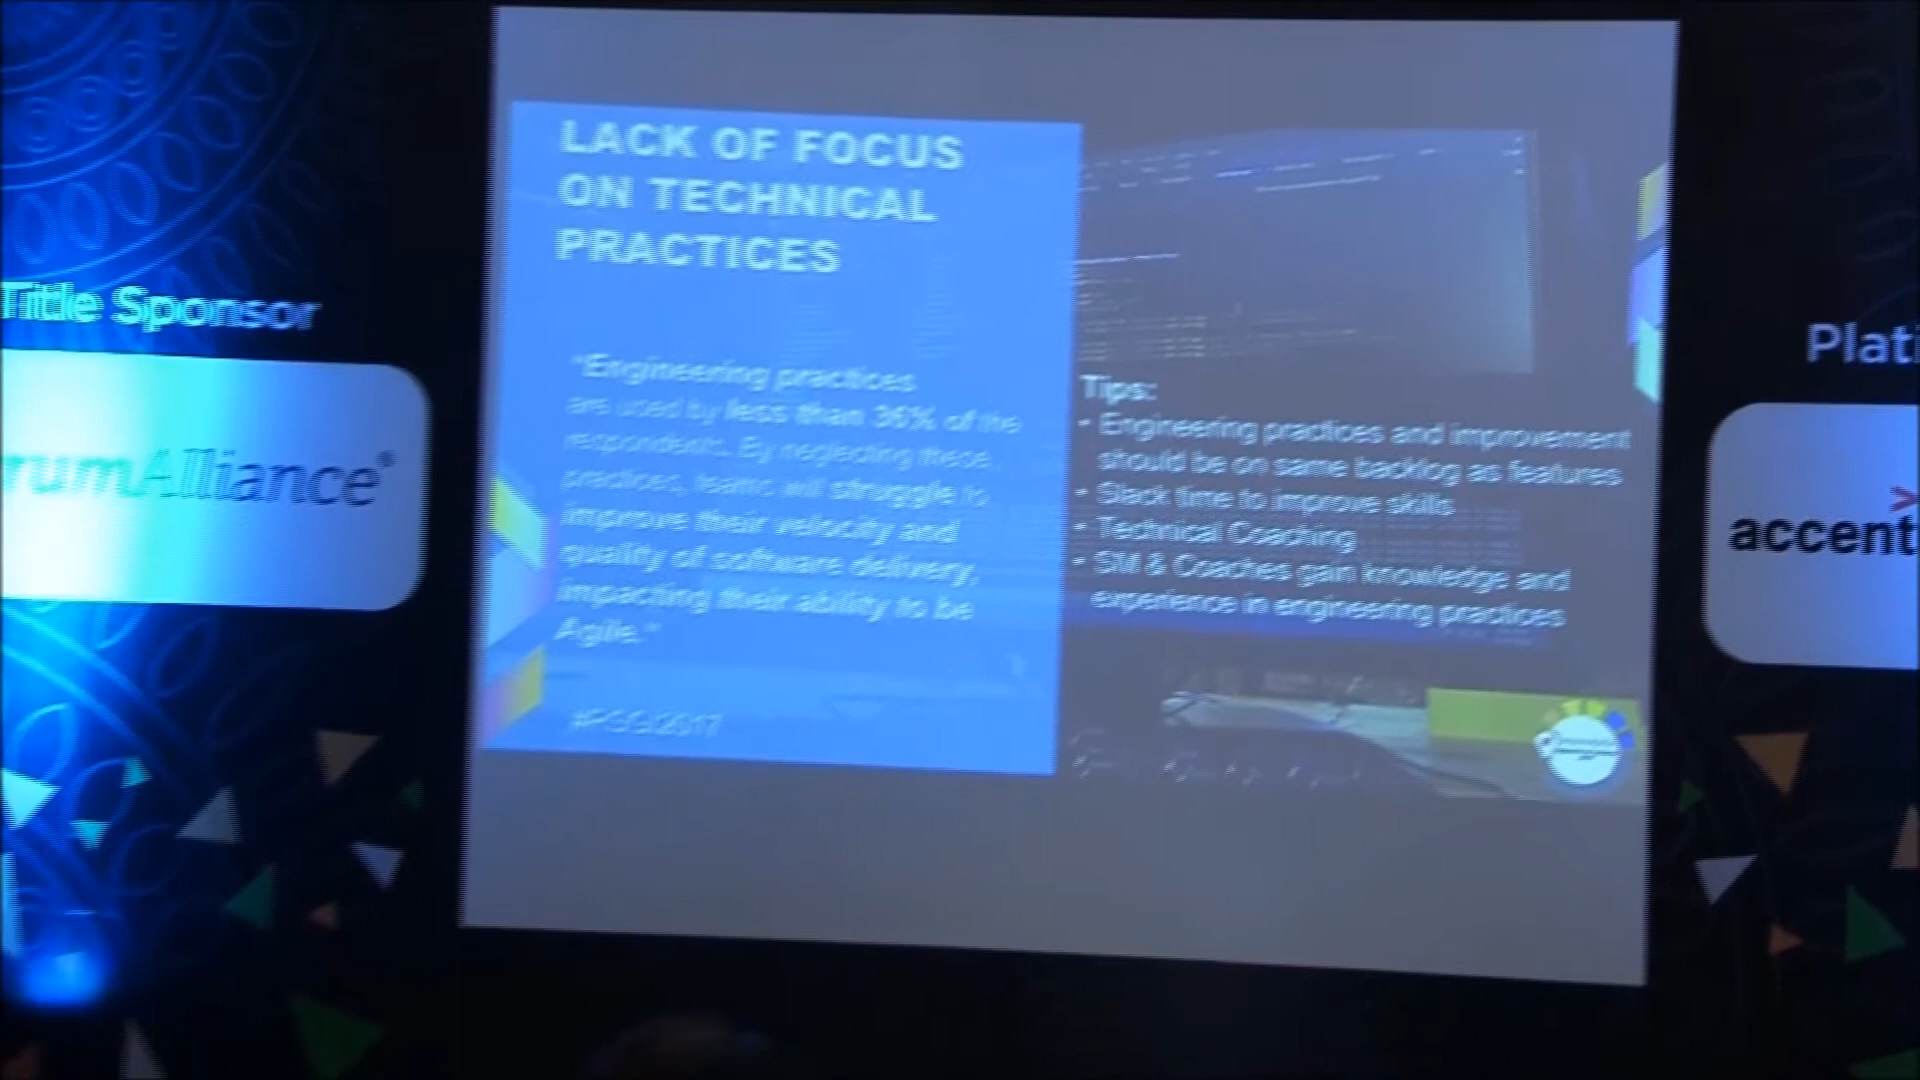 LACK OF FOCUS
ON TECHNICAL
PRACTICES
"Engineering practices
are used by less than 36% of the
respondents. By neglecting these
practices, teams will struggle to
improve their velocity and
quality of software delivery,
impacting their ability to be
Agile."
Tips:
• Engineering practices and improvement
should be on same backlog as features
• Slack time to improve skills
• Technical Coaching
• SM & Coaches gain knowledge and
experience in engineering practices
Title Sponsor
rumAlliance®
Plati
>
accent